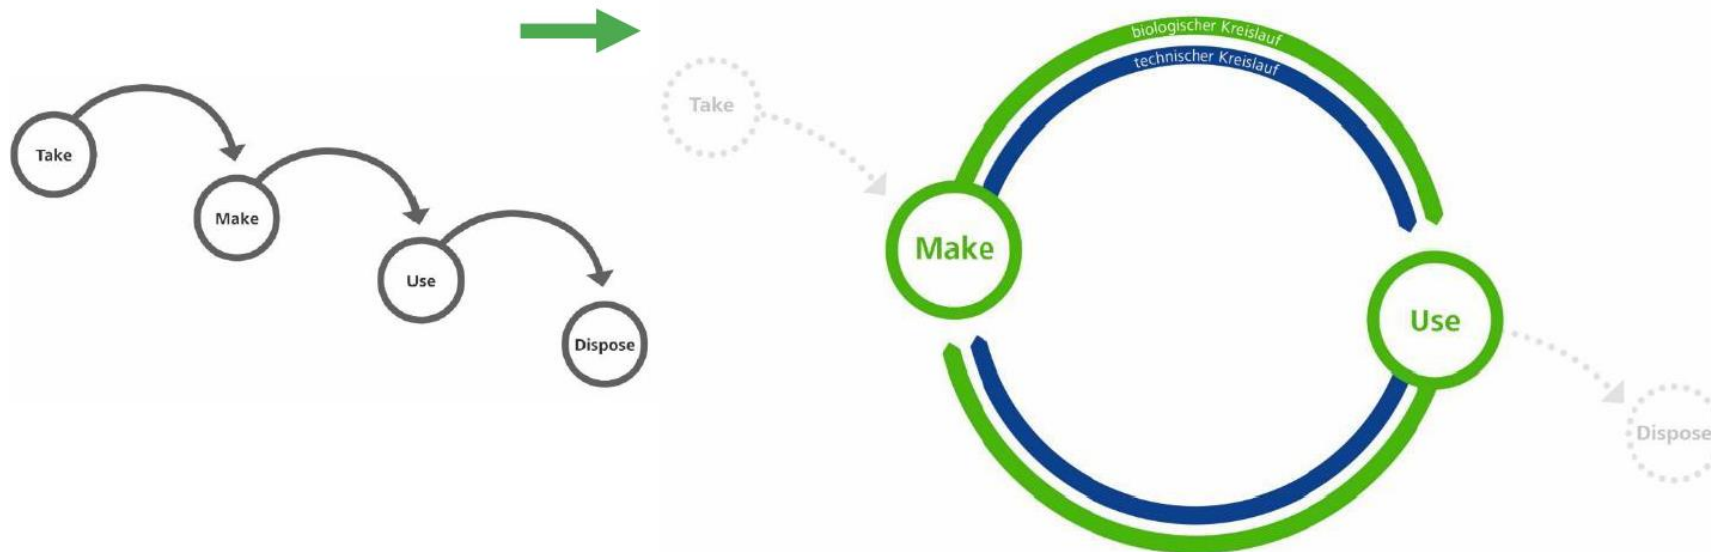 Take
Make
Use
Dispose
biologischer Kreislauf
technischer Kreislauf
Take
Make
Use
Dispose